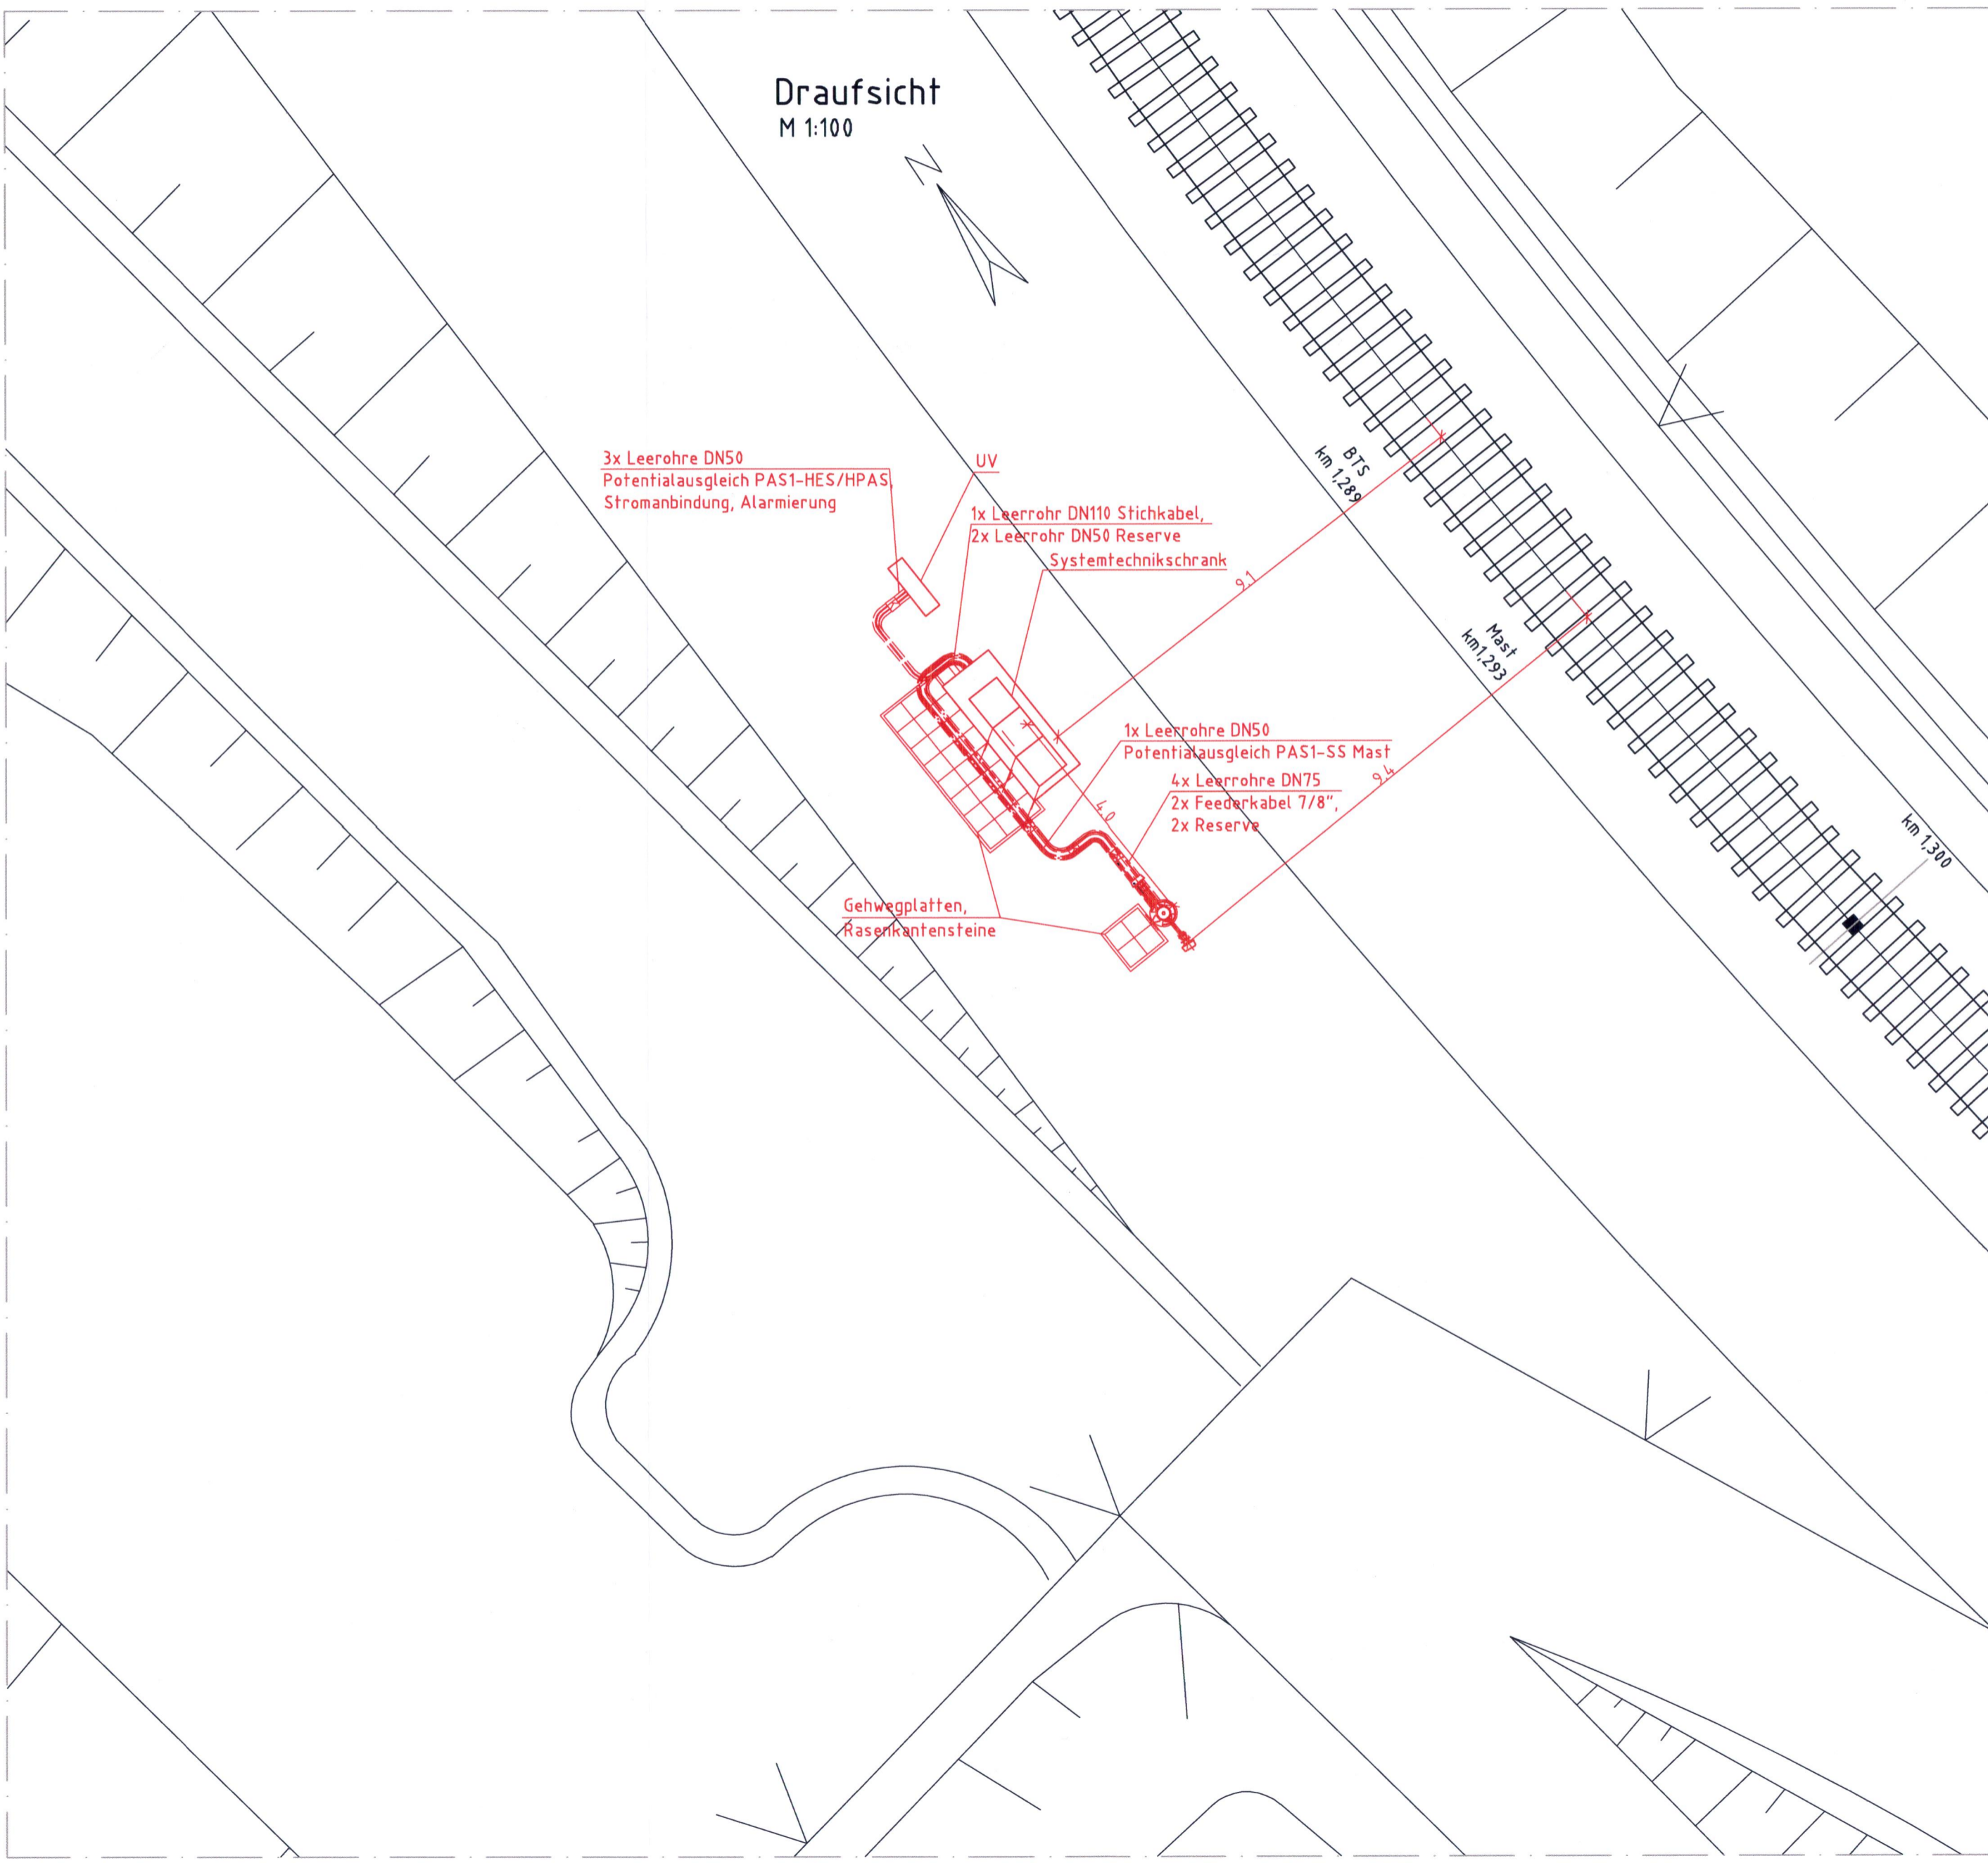 Draufsicht
M 1:100
N
3x Leerohre DN50
Potentialausgleich PAS1-HES/HPAS,
Stromanbindung, Alarmierung
UV
1x Leerrohr DN110 Stichkabel,
2x Leerrohr DN50 Reserve
Systemtechnikschrank
BTS
km 1,289
9.1
Mast
km1,293
1x Leerrohre DN50
Potentialausgleich PAS1-SS Mast
9.4
4x Leerrohre DN75
2x Feederkabel 7/8",
2x Reserve
4.0
km 1,300
Gehwegplatten,
Rasenkantensteine